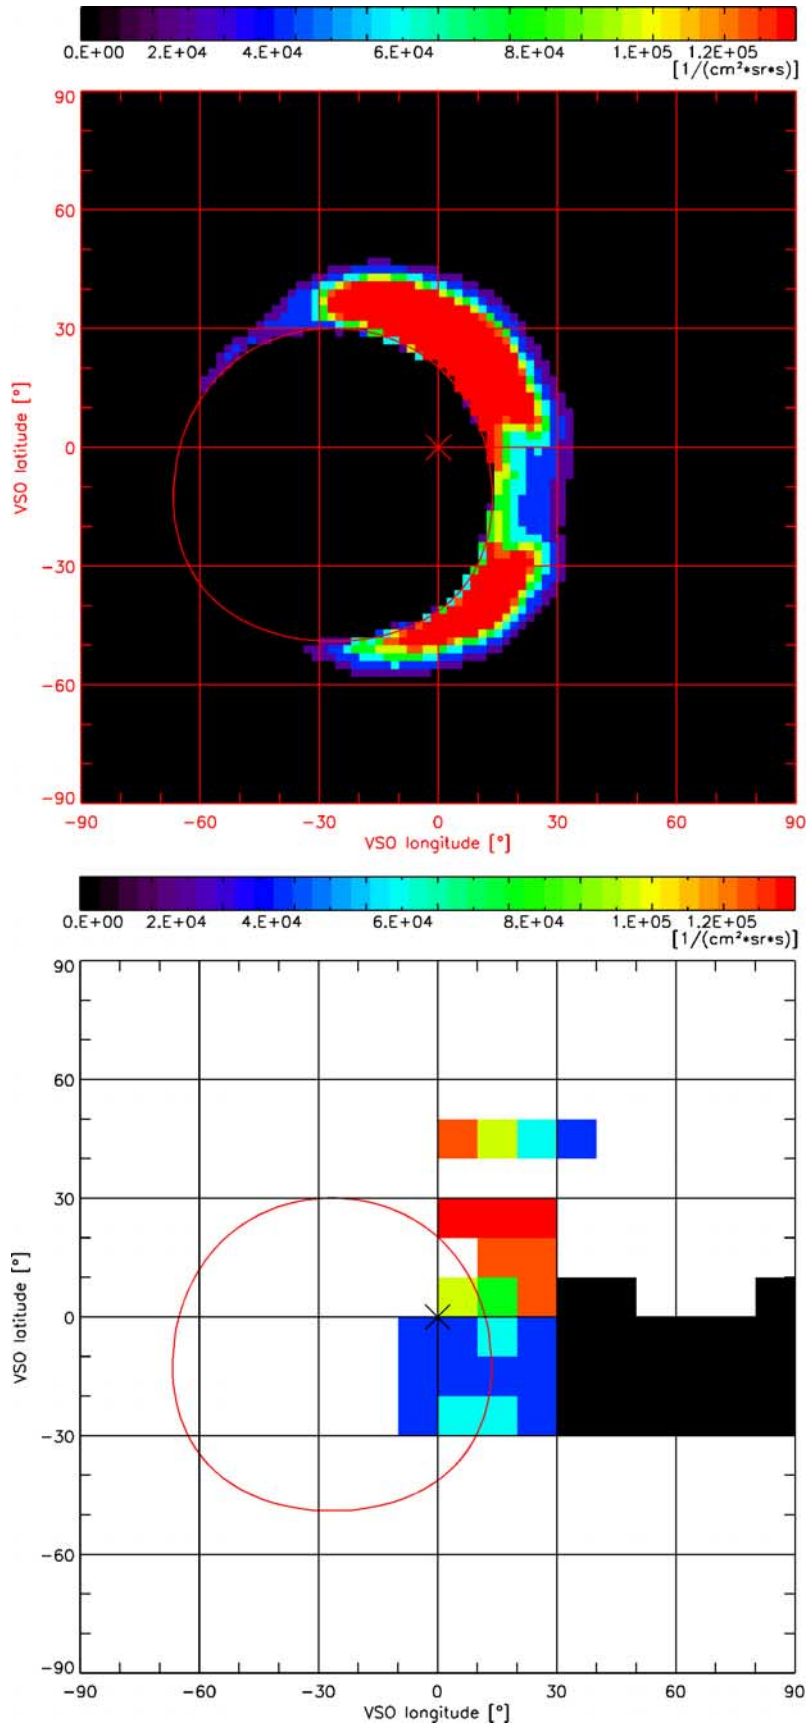 0.E+00 2.E+04 4.E+04 6.E+04 8.E+04 1.E+05 1.2E+05
[1/(cm²*sr*s)]
90
60
30
0
-30
-60
-90
VSO latitude [°]
-90 -60 -30 0 30 60 90
VSO longitude [°]
0.E+00 2.E+04 4.E+04 6.E+04 8.E+04 1.E+05 1.2E+05
[1/(cm²*sr*s)]
90
60
30
0
-30
-60
-90
VSO latitude [°]
-90 -60 -30 0 30 60 90
VSO longitude [°]